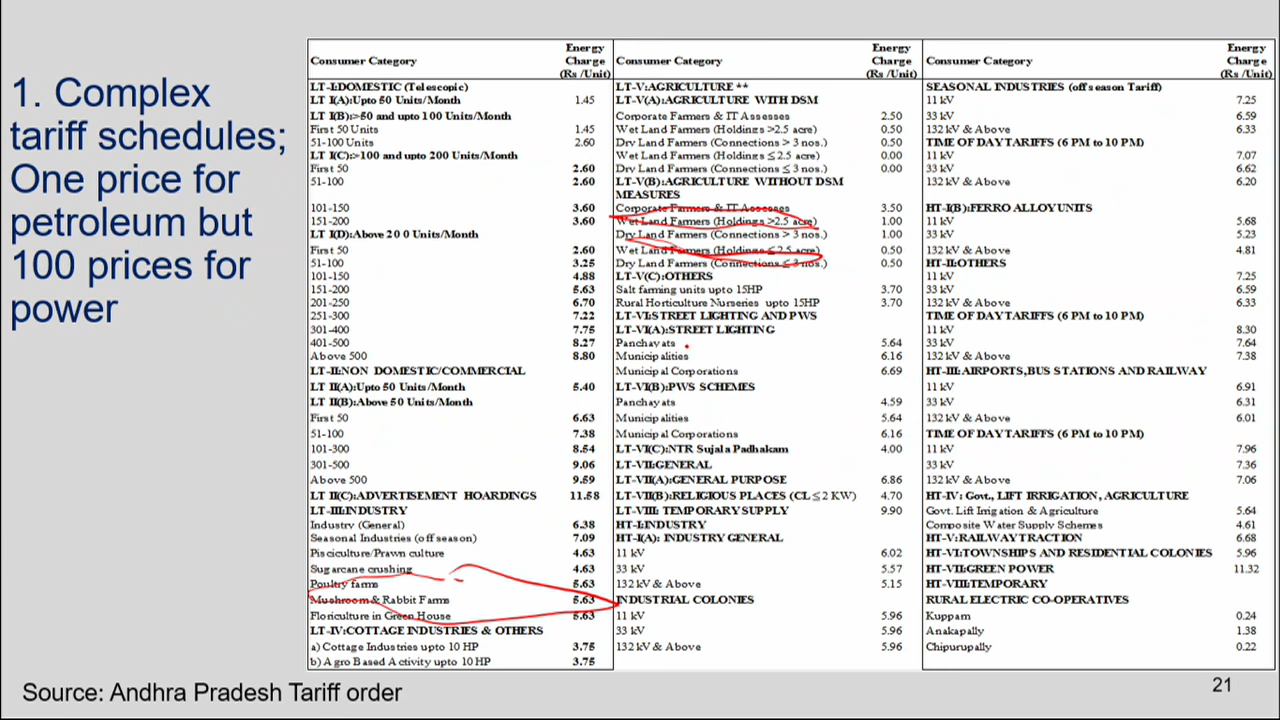 1. Complex
tariff schedules;
One price for
petroleum but
100 prices for
power
Consumer Category Energy Charge (Rs /Unit)
LT-I:DOMESTIC (Telescopic)
LT I(A):Upto 50 Units/Month 1.45
LT I(B):>50 and upto 100 Units/Month
First 50 Units 1.45
51-100 Units 2.60
LT I(C):>100 and upto 200 Units/Month
First 50 2.60
51-100 2.60
101-150 3.60
151-200 3.60
LT I(D):Above 20 0 Units/Month
First 50 2.60
51-100 3.25
101-150 4.88
151-200 5.63
201-250 6.70
251-300 7.22
301-400 7.75
401-500 8.27
Above 500 8.80
LT-II:NON DOMESTIC/COMMERCIAL
LT II(A):Upto 50 Units/Month 5.40
LT II(B):Above 50 Units/Month
First 50 6.63
51-100 7.38
101-300 8.54
301-500 9.06
Above 500 9.59
LT II(C):ADVERTISEMENT HOARDINGS 11.58
LT-III:INDUSTRY
Industry (General) 6.38
Seasonal Industries (off season) 7.09
Pisciculture/Prawn culture 4.63
Sugarcane crushing 4.63
Poultry farms 5.63
Mushroom & Rabbit Farms 5.63
Floriculture in Green House 5.63
LT-IV:COTTAGE INDUSTRIES & OTHERS
a) Cottage Industries upto 10 HP 3.75
b) Agro Based Activity upto 10 HP 3.75
Consumer Category Energy Charge (Rs /Unit)
LT-V:AGRICULTURE **
LT-V(A):AGRICULTURE WITH DSM
Corporate Farmers & IT Assesses 2.50
Wet Land Farmers (Holdings >2.5 acre) 0.50
Dry Land Farmers (Connections > 3 nos.) 0.50
Wet Land Farmers (Holdings ≤ 2.5 acre) 0.00
Dry Land Farmers (Connections ≤ 3 nos.) 0.00
LT-V(B):AGRICULTURE WITHOUT DSM
MEASURES
Corporate Farmers & IT Assesses 3.50
Wet Land Farmers (Holdings >2.5 acre) 1.00
Dry Land Farmers (Connections > 3 nos.) 1.00
Wet Land Farmers (Holdings ≤ 2.5 acre) 0.50
Dry Land Farmers (Connections ≤ 3 nos.) 0.50
LT-V(C):OTHERS
Salt farming units upto 15HP 3.70
Rural Horticulture Nurseries upto 15HP 3.70
LT-VI:STREET LIGHTING AND PWS
LT-VI(A):STREET LIGHTING
Panchayats 5.64
Municipalities 6.16
Municipal Corporations 6.69
LT-VI(B):PWS SCHEMES
Panchayats 4.59
Municipalities 5.64
Municipal Corporations 6.16
LT-VI(C):NTR Sujala Padhakam 4.00
LT-VII:GENERAL
LT-VII(A):GENERAL PURPOSE 6.86
LT-VII(B):RELIGIOUS PLACES (CL ≤ 2 KW) 4.70
LT-VIII: TEMPORARY SUPPLY 9.90
HT-I:INDUSTRY
HT-I(A): INDUSTRY GENERAL
11 kV 6.02
33 kV 5.57
132 kV & Above 5.15
INDUSTRIAL COLONIES
11 kV 5.96
33 kV 5.96
132 kV & Above 5.96
Consumer Category Energy Charge (Rs /Unit)
SEASONAL INDUSTRIES (off season Tariff)
11 kV 7.25
33 kV 6.59
132 kV & Above 6.33
TIME OF DAY TARIFFS (6 PM to 10 PM)
11 kV 7.07
33 kV 6.62
132 kV & Above 6.20
HT-I(B):FERRO ALLOY UNITS
11 kV 5.68
33 kV 5.23
132 kV & Above 4.81
HT-II:OTHERS
11 kV 7.25
33 kV 6.59
132 kV & Above 6.33
TIME OF DAY TARIFFS (6 PM to 10 PM)
11 kV 8.30
33 kV 7.64
132 kV & Above 7.38
HT-III:AIRPORTS,BUS STATIONS AND RAILWAY
11 kV 6.91
33 kV 6.31
132 kV & Above 6.01
TIME OF DAY TARIFFS (6 PM to 10 PM)
11 kV 7.96
33 kV 7.36
132 kV & Above 7.06
HT-IV: Govt., LIFT IRRIGATION, AGRICULTURE
Govt. Lift Irrigation & Agriculture 5.64
Composite Water Supply Schemes 4.61
HT-V:RAILWAY TRACTION 6.68
HT-VI:TOWNSHIPS AND RESIDENTIAL COLONIES 5.96
HT-VII:GREEN POWER 11.32
HT-VIII:TEMPORARY
RURAL ELECTRIC CO-OPERATIVES
Kuppam 0.24
Anakapally 1.38
Chipurupally 0.22
Source: Andhra Pradesh Tariff order
21